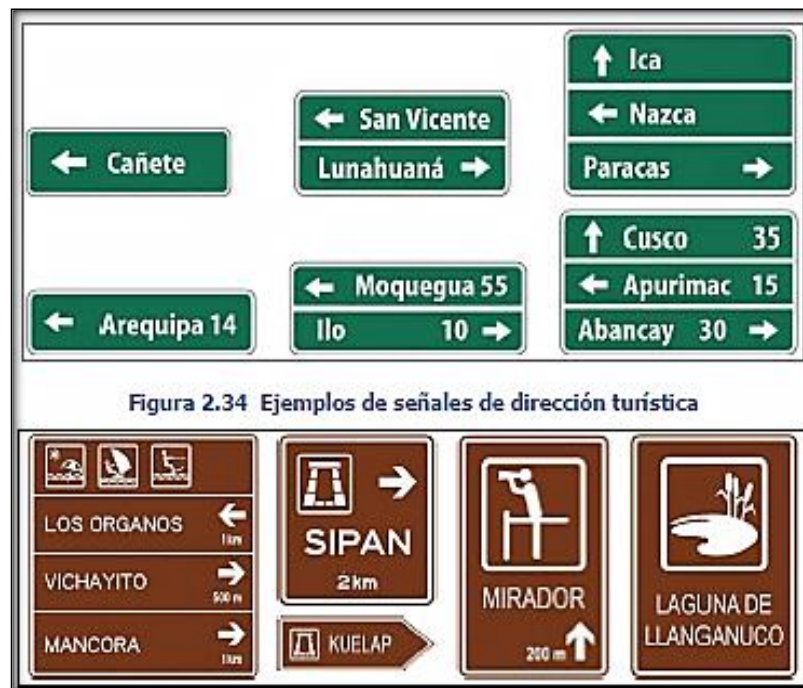 Cañete
San Vicente
Lunahuaná
Ica
Nazca
Paracas
Arequipa 14
Moquegua 55
Ilo 10
Cusco 35
Apurimac 15
Abancay 30
Figura 2.34 Ejemplos de señales de dirección turística
LOS ORGANOS
1km
VICHAYITO
500 m
MANCORA
1km
SIPAN
2km
KUELAP
MIRADOR
200 m
LAGUNA DE
LLANGANUCO